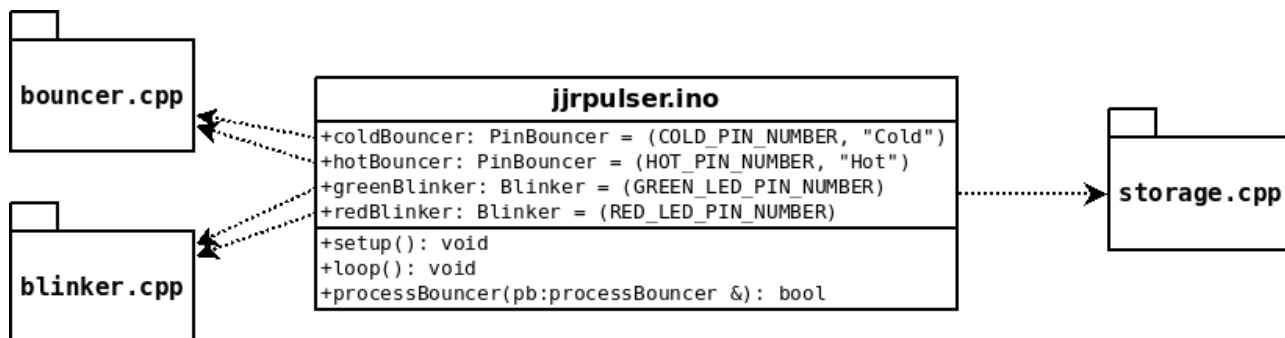 bouncer.cpp
blinker.cpp
jjrpulser.ino
+coldBouncer: PinBouncer = (COLD_PIN_NUMBER, "Cold")
+hotBouncer: PinBouncer = (HOT_PIN_NUMBER, "Hot")
+greenBlinker: Blinker = (GREEN_LED_PIN_NUMBER)
+redBlinker: Blinker = (RED_LED_PIN_NUMBER)
+setup(): void
+loop(): void
+processBouncer(pb:processBouncer &): bool
storage.cpp